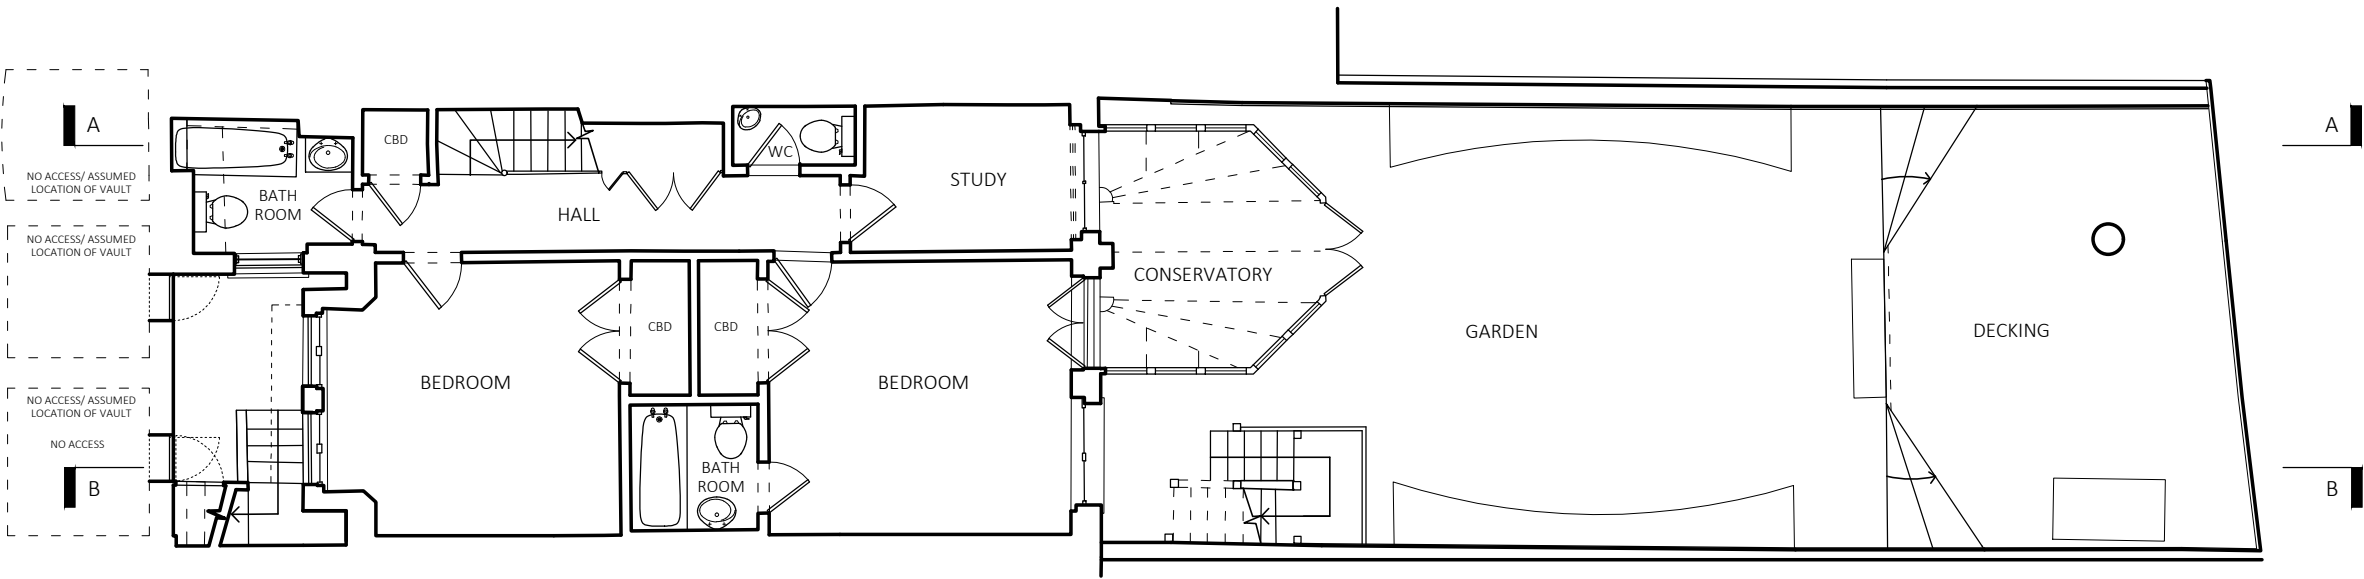 A
NO ACCESS/ ASSUMED
LOCATION OF VAULT
NO ACCESS/ ASSUMED
LOCATION OF VAULT
NO ACCESS/ ASSUMED
LOCATION OF VAULT
NO ACCESS
B
BATH
ROOM
CBD
HALL
WC
STUDY
BEDROOM
CBD
CBD
BATH
ROOM
BEDROOM
CONSERVATORY
GARDEN
DECKING
A
B